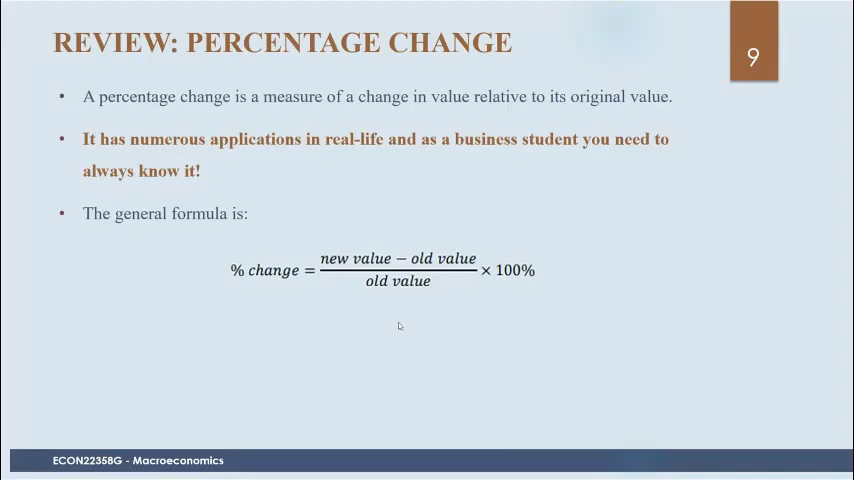 REVIEW: PERCENTAGE CHANGE
9
• A percentage change is a measure of a change in value relative to its original value.
• It has numerous applications in real-life and as a business student you need to
always know it!
• The general formula is:
% change = (new value − old value) / old value × 100%
ECON22358G - Macroeconomics